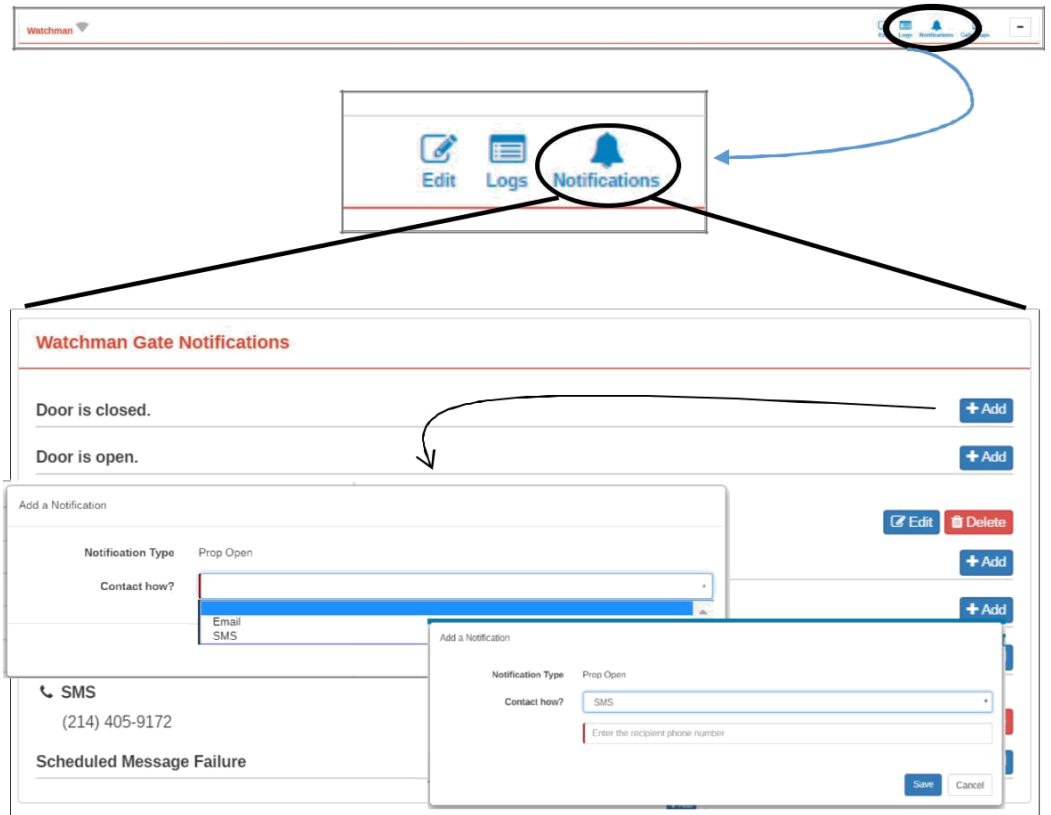 Watchman
Logs Notifications
Edit Logs Notifications
Watchman Gate Notifications
Door is closed. Add
Door is open. Add
Edit Delete
Add
Add
Add a Notification
Notification Type Prop Open
Contact how?
Email
SMS
Add a Notification
Notification Type Prop Open
Contact how? SMS
Enter the recipient phone number
Save Cancel
SMS
(214) 405-9172
Scheduled Message Failure